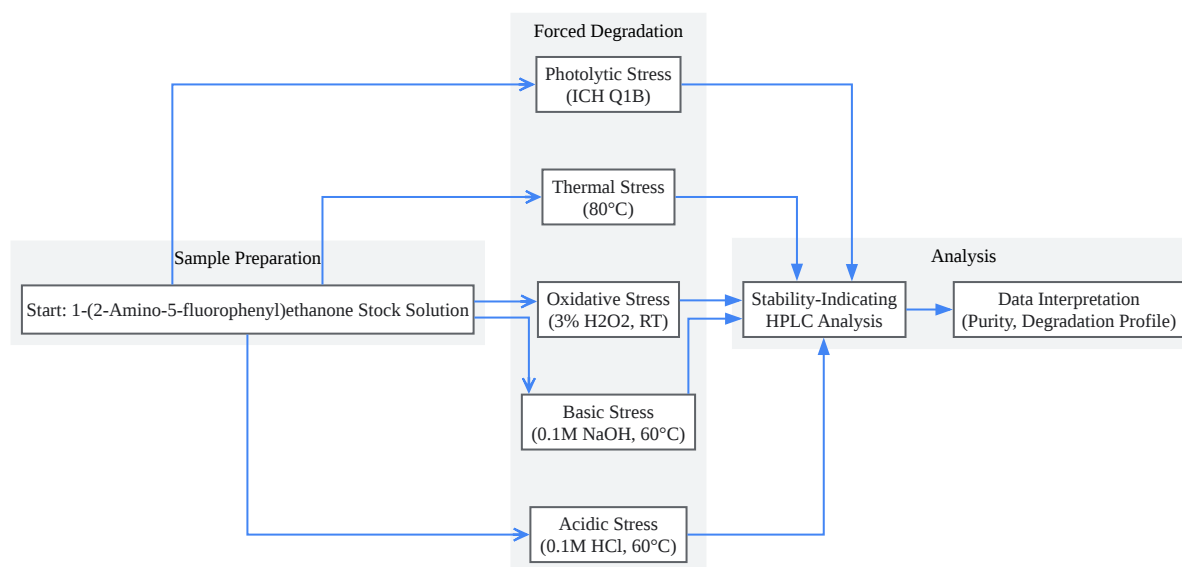 Forced Degradation
Photolytic Stress
(ICH Q1B)
Thermal Stress
(80°C)
Sample Preparation
Start: 1-(2-Amino-5-fluorophenyl)ethanone Stock Solution
Oxidative Stress
(3% H2O2, RT)
Basic Stress
(0.1M NaOH, 60°C)
Acidic Stress
(0.1M HCl, 60°C)
Analysis
Stability-Indicating
HPLC Analysis
Data Interpretation
(Purity, Degradation Profile)